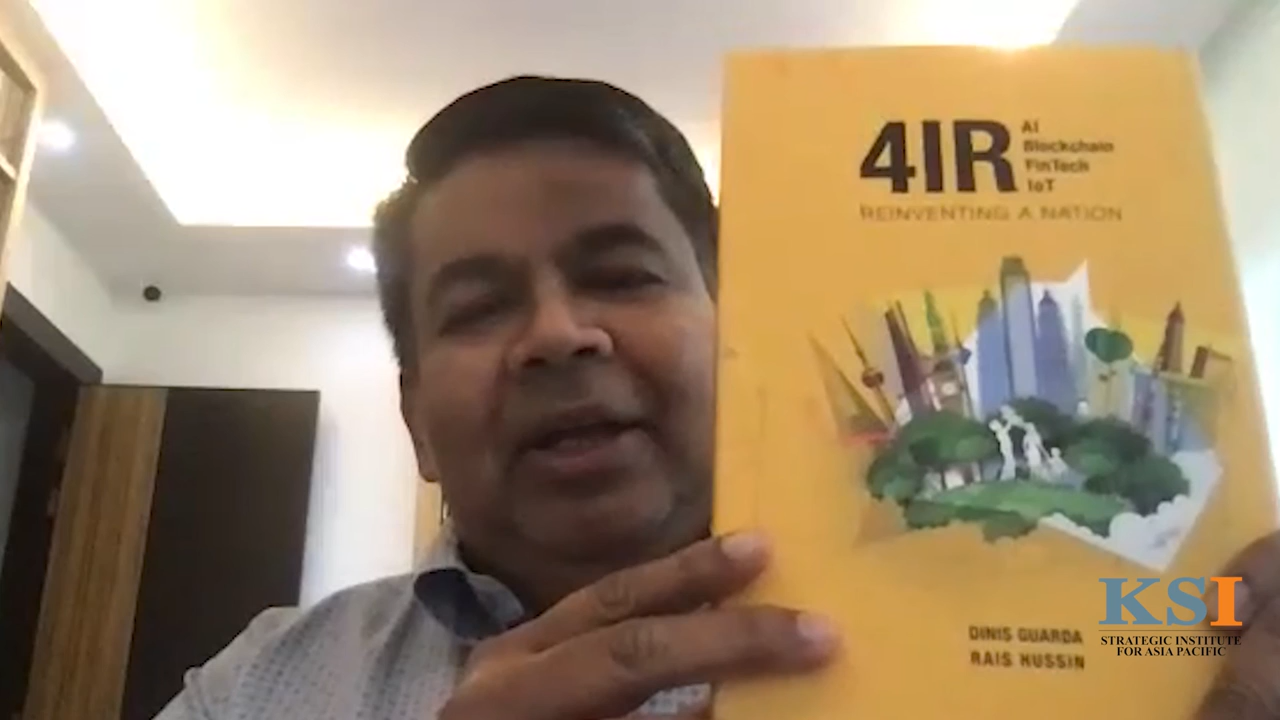 4IR
AI
Blockchain
FinTech
IoT
REINVENTING A NATION
DINIS GUARDA
RAIS HUSSIN
KSI
STRATEGIC INSTITUTE
FOR ASIA PACIFIC